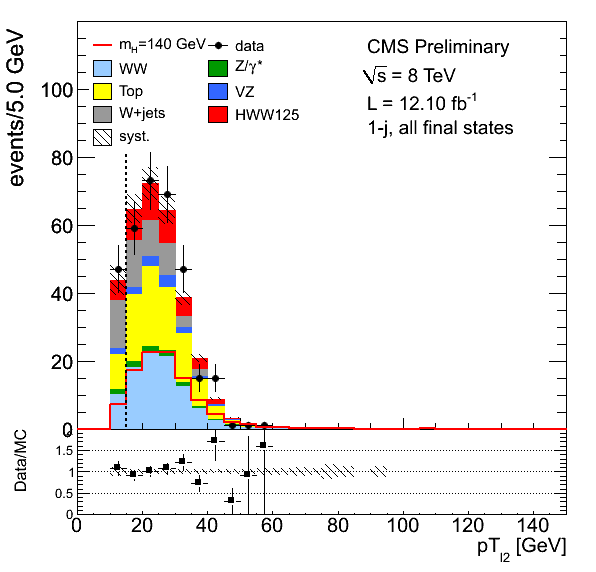 events/5.0 GeV
m_H=140 GeV
data
WW
Z/γ*
Top
VZ
W+jets
HWW125
syst.
CMS Preliminary
√s = 8 TeV
L = 12.10 fb⁻¹
1-j, all final states
100
80
60
40
20
0
Data/MC
2
1.5
1
0.5
0
0 20 40 60 80 100 120 140
pT_l2 [GeV]